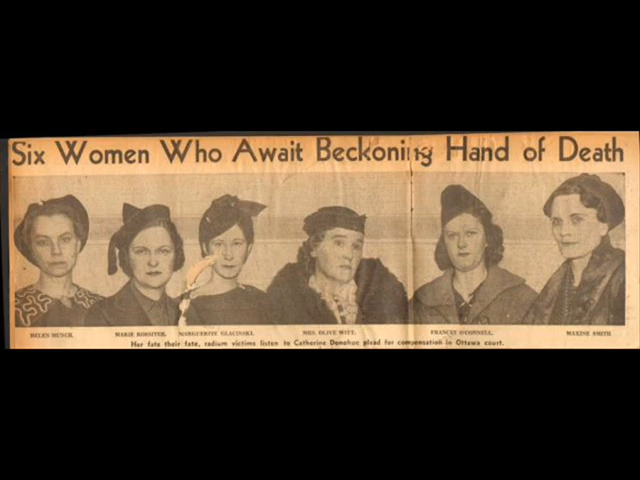 Six Women Who Await Beckoning Hand of Death
HELEN MUNCH. MARIE ROSSITER. MARGUERITE GLACINSKI. MRS. OLIVE WITT. FRANCES O'CONNELL. MAXINE SMITH
Her fate their fate, radium victims listen to Catherine Donohue plead for compensation in Ottawa court.